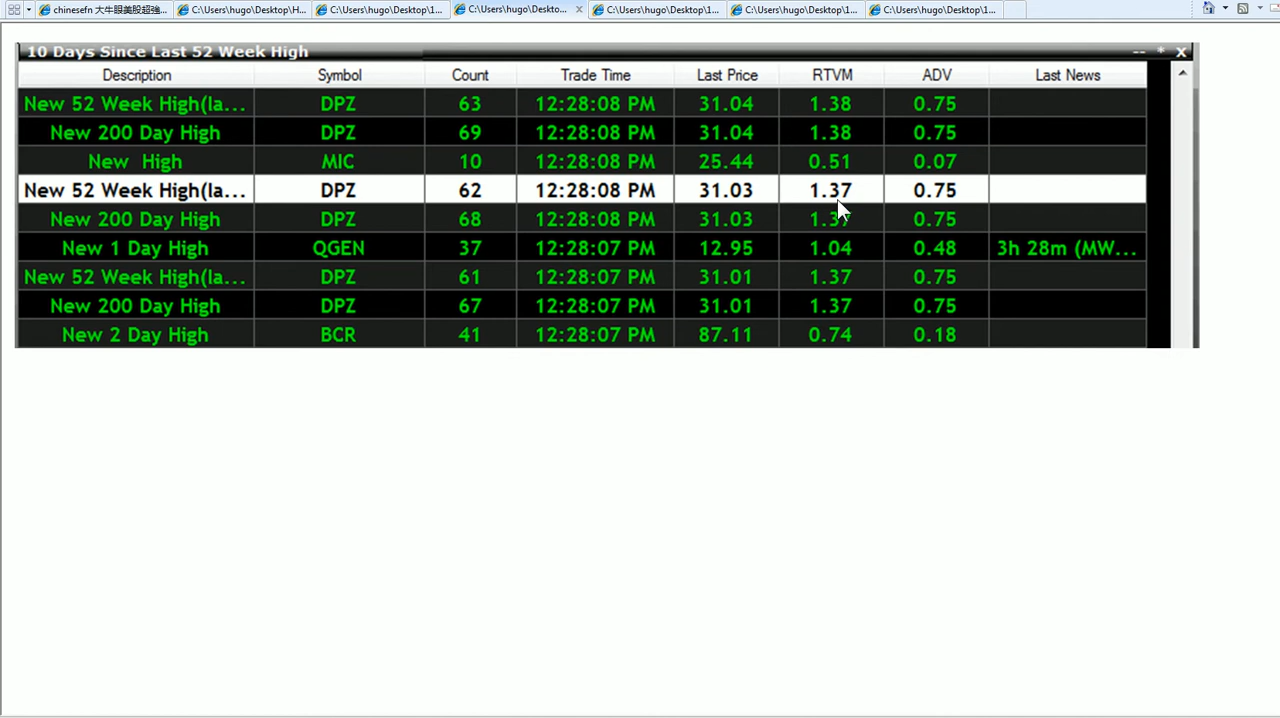 chinesefn 大牛眼美股超強... C:\Users\hugo\Desktop\H... C:\Users\hugo\Desktop\1... C:\Users\hugo\Deskto... C:\Users\hugo\Desktop\1... C:\Users\hugo\Desktop\1... C:\Users\hugo\Desktop\1...
10 Days Since Last 52 Week High
Description Symbol Count Trade Time Last Price RTVM ADV Last News
New 52 Week High(la... DPZ 63 12:28:08 PM 31.04 1.38 0.75
New 200 Day High DPZ 69 12:28:08 PM 31.04 1.38 0.75
New High MIC 10 12:28:08 PM 25.44 0.51 0.07
New 52 Week High(la... DPZ 62 12:28:08 PM 31.03 1.37 0.75
New 200 Day High DPZ 68 12:28:08 PM 31.03 1.37 0.75
New 1 Day High QGEN 37 12:28:07 PM 12.95 1.04 0.48 3h 28m (MW...
New 52 Week High(la... DPZ 61 12:28:07 PM 31.01 1.37 0.75
New 200 Day High DPZ 67 12:28:07 PM 31.01 1.37 0.75
New 2 Day High BCR 41 12:28:07 PM 87.11 0.74 0.18